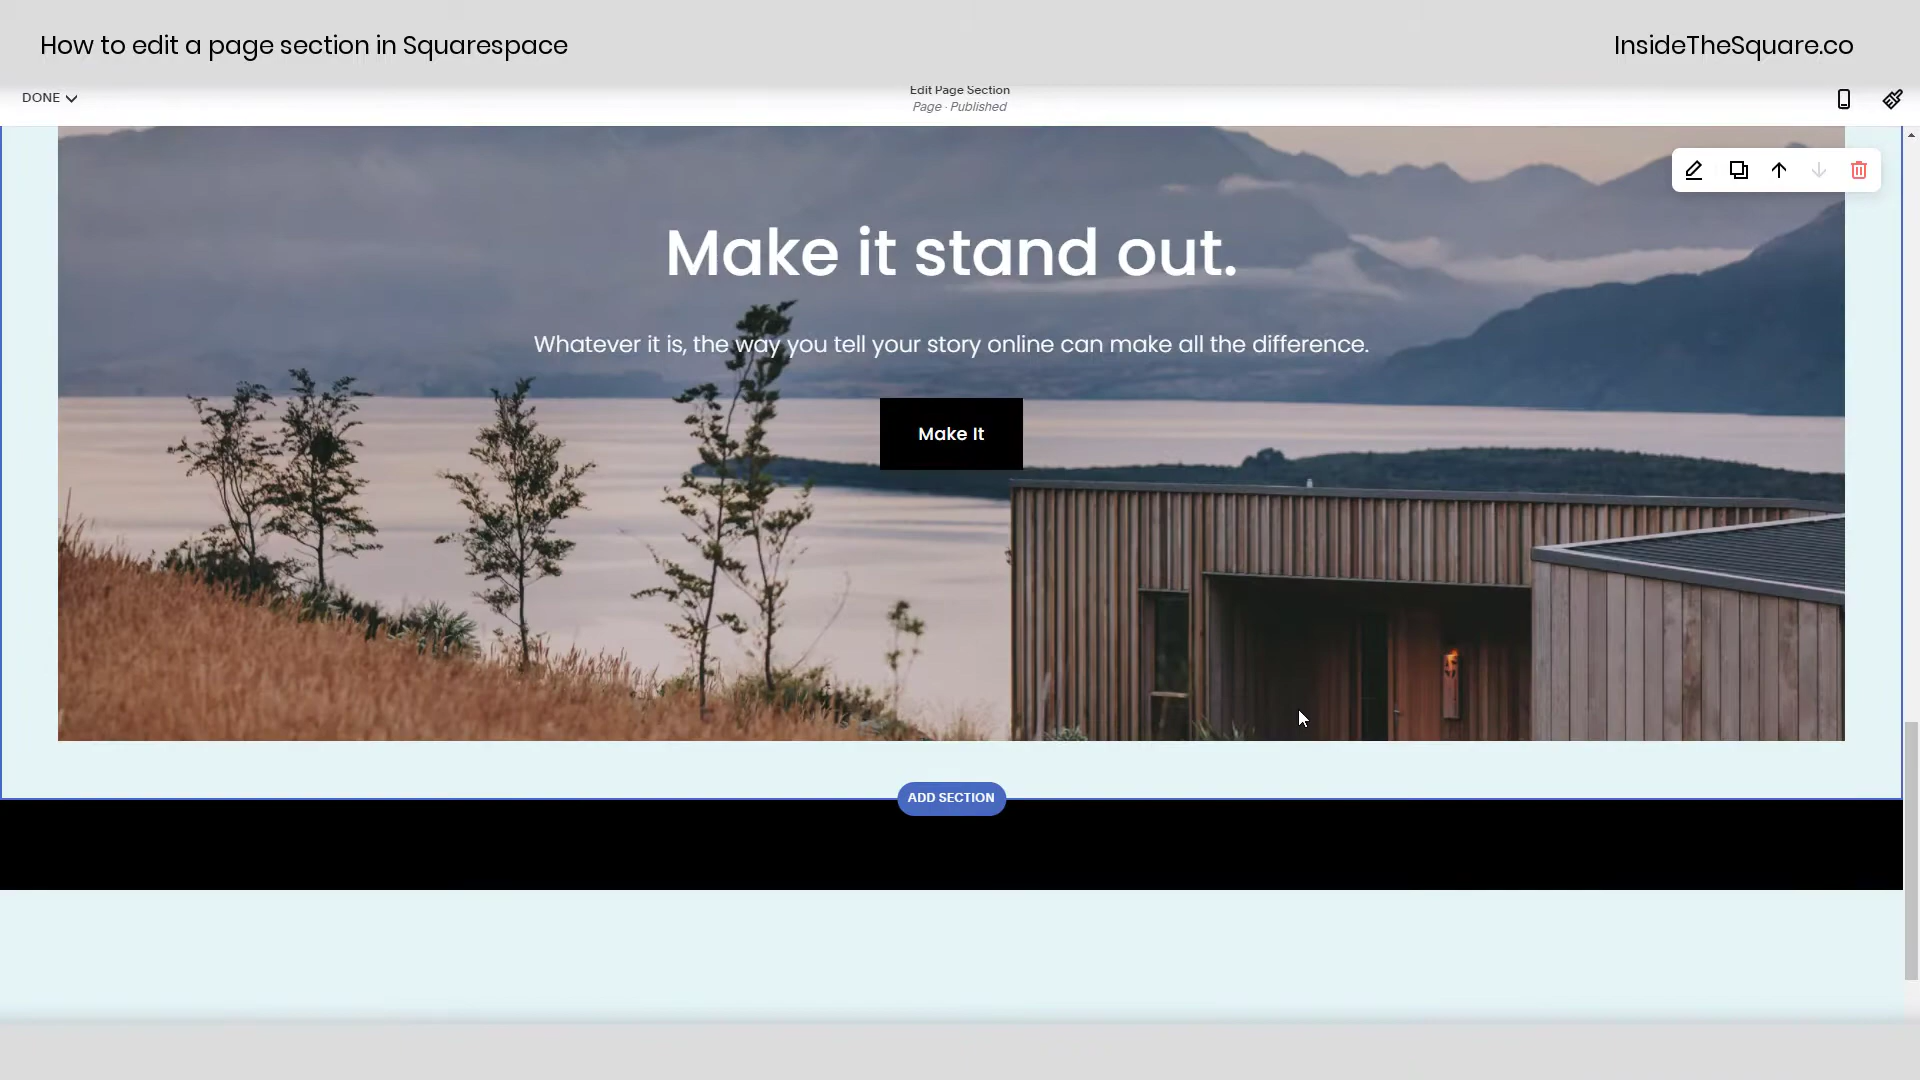 How to edit a page section in Squarespace
InsideTheSquare.co
DONE
Edit Page Section
Page · Published
Make it stand out.
Whatever it is, the way you tell your story online can make all the difference.
Make It
ADD SECTION